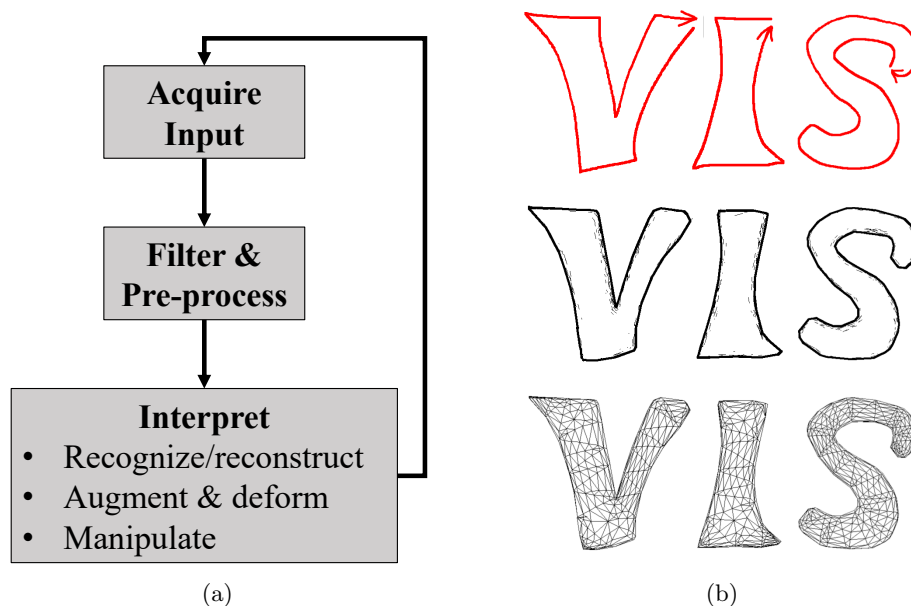 Acquire
Input
Filter &
Pre-process
Interpret
• Recognize/reconstruct
• Augment & deform
• Manipulate
(a)
VIS
VIS
VIS
(b)